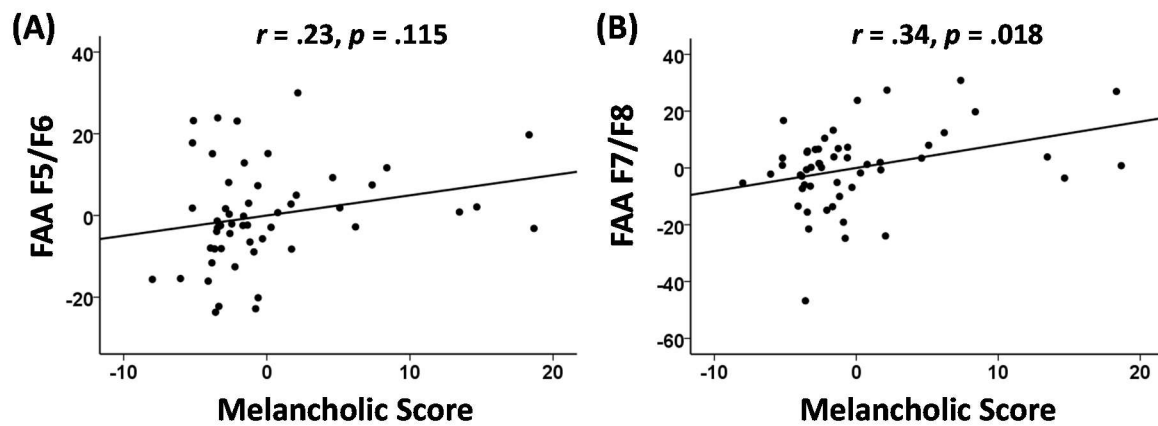 (A)
r = .23, p = .115
FAA F5/F6
40
20
0
-20
-10 0 10 20
Melancholic Score
(B)
r = .34, p = .018
FAA F7/F8
40
20
0
-20
-40
-60
-10 0 10 20
Melancholic Score